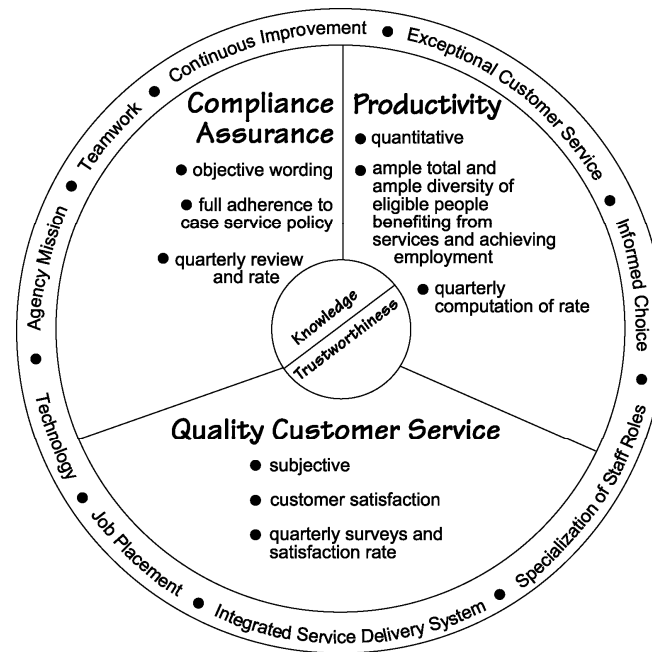 Continuous Improvement ● Exceptional Customer Service ● Informed Choice ● Specialization of Staff Roles ● Integrated Service Delivery System ● Job Placement ● Technology ● Agency Mission ● Teamwork ●
Compliance
Assurance
● objective wording
● full adherence to
case service policy
● quarterly review
and rate
Productivity
● quantitative
● ample total and
ample diversity of
eligible people
benefiting from
services and achieving
employment
● quarterly
computation of rate
Knowledge
Trustworthiness
Quality Customer Service
● subjective
● customer satisfaction
● quarterly surveys and
satisfaction rate